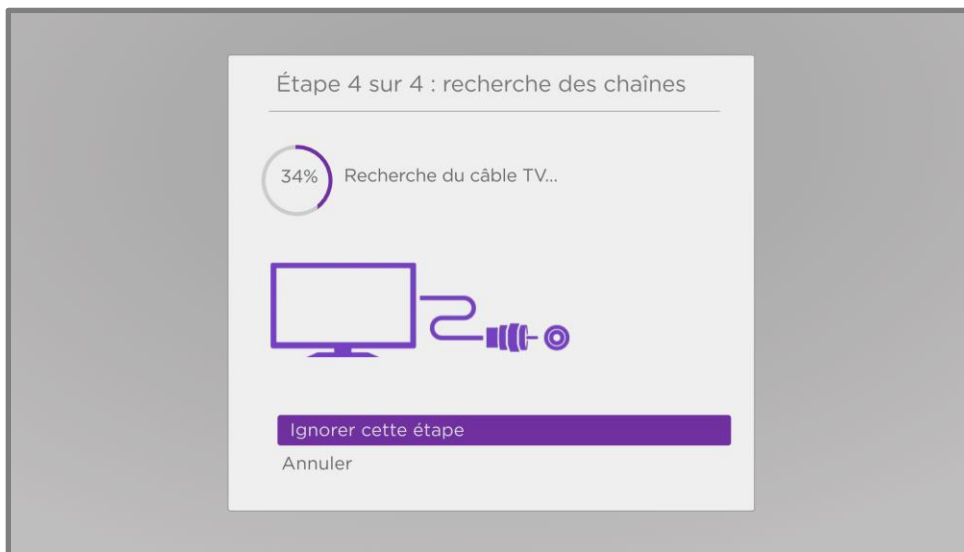 Étape 4 sur 4 : recherche des chaînes
34% Recherche du câble TV...
Ignorer cette étape
Annuler